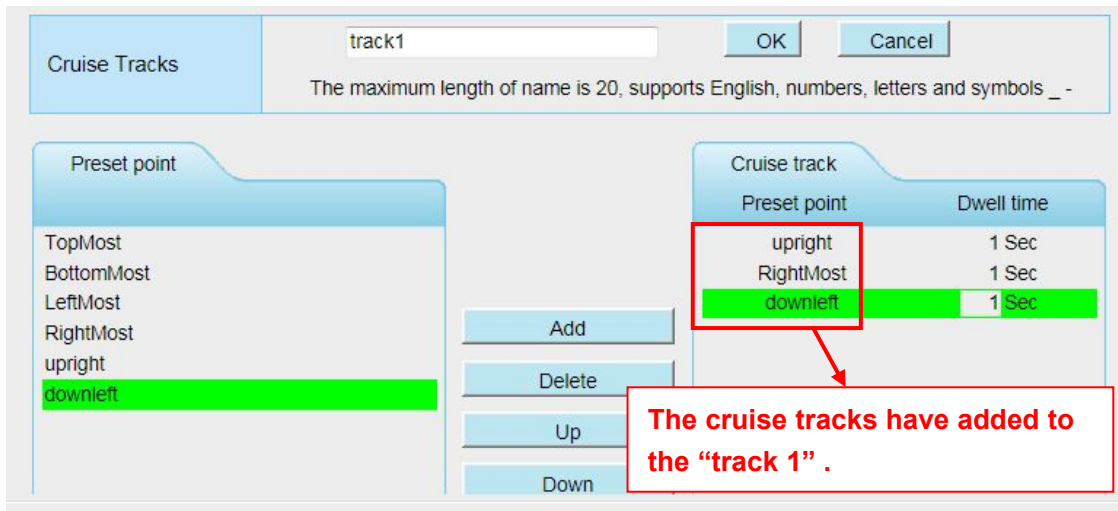 Cruise Tracks
track1
OK
Cancel
The maximum length of name is 20, supports English, numbers, letters and symbols _ -
Preset point
TopMost
BottomMost
LeftMost
RightMost
upright
downleft
Add
Delete
Up
Down
Cruise track
Preset point Dwell time
upright 1 Sec
RightMost 1 Sec
downleft 1 Sec
The cruise tracks have added to
the “track 1” .